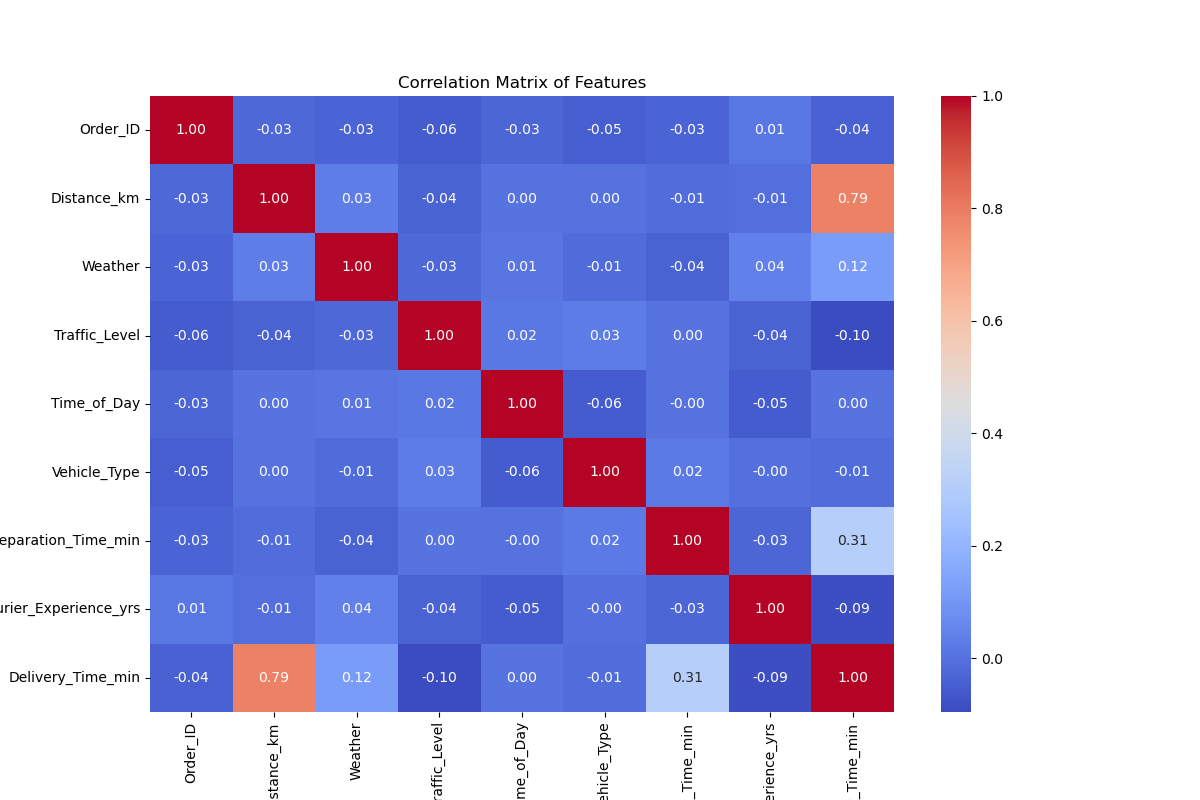 Correlation Matrix of Features
Order_ID 1.00 -0.03 -0.03 -0.06 -0.03 -0.05 -0.03 0.01 -0.04
Distance_km -0.03 1.00 0.03 -0.04 0.00 0.00 -0.01 -0.01 0.79
Weather -0.03 0.03 1.00 -0.03 0.01 -0.01 -0.04 0.04 0.12
Traffic_Level -0.06 -0.04 -0.03 1.00 0.02 0.03 0.00 -0.04 -0.10
Time_of_Day -0.03 0.00 0.01 0.02 1.00 -0.06 -0.00 -0.05 0.00
Vehicle_Type -0.05 0.00 -0.01 0.03 -0.06 1.00 0.02 -0.00 -0.01
eparation_Time_min -0.03 -0.01 -0.04 0.00 -0.00 0.02 1.00 -0.03 0.31
urier_Experience_yrs 0.01 -0.01 0.04 -0.04 -0.05 -0.00 -0.03 1.00 -0.09
Delivery_Time_min -0.04 0.79 0.12 -0.10 0.00 -0.01 0.31 -0.09 1.00
Order_ID
stance_km
Weather
raffic_Level
me_of_Day
ehicle_Type
_Time_min
erience_yrs
_Time_min
1.0
0.8
0.6
0.4
0.2
0.0